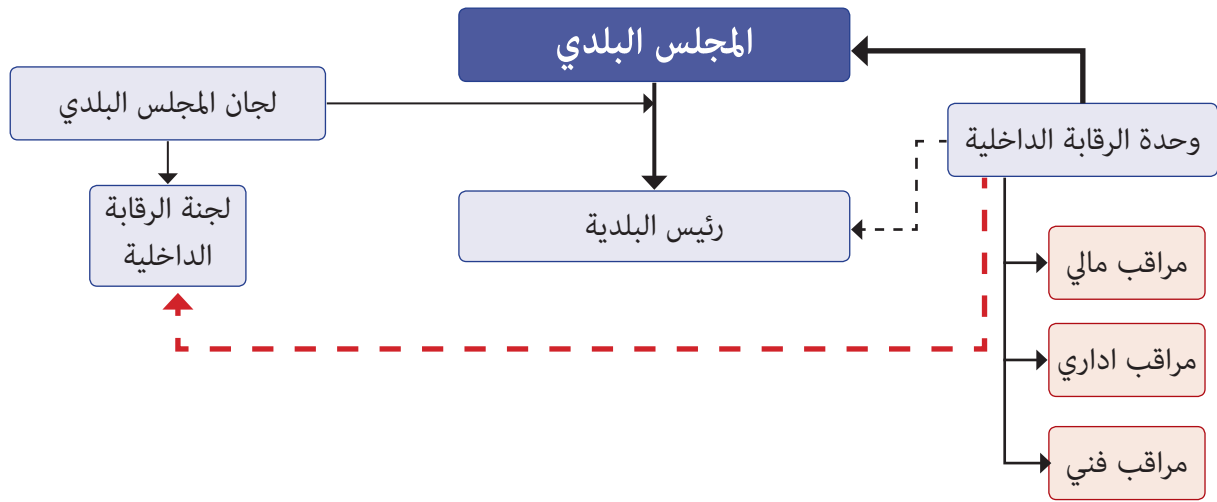 المجلس البلدي
لجان المجلس البلدي
وحدة الرقابة الداخلية
لجنة الرقابة
الداخلية
رئيس البلدية
مراقب مالي
مراقب اداري
مراقب فني